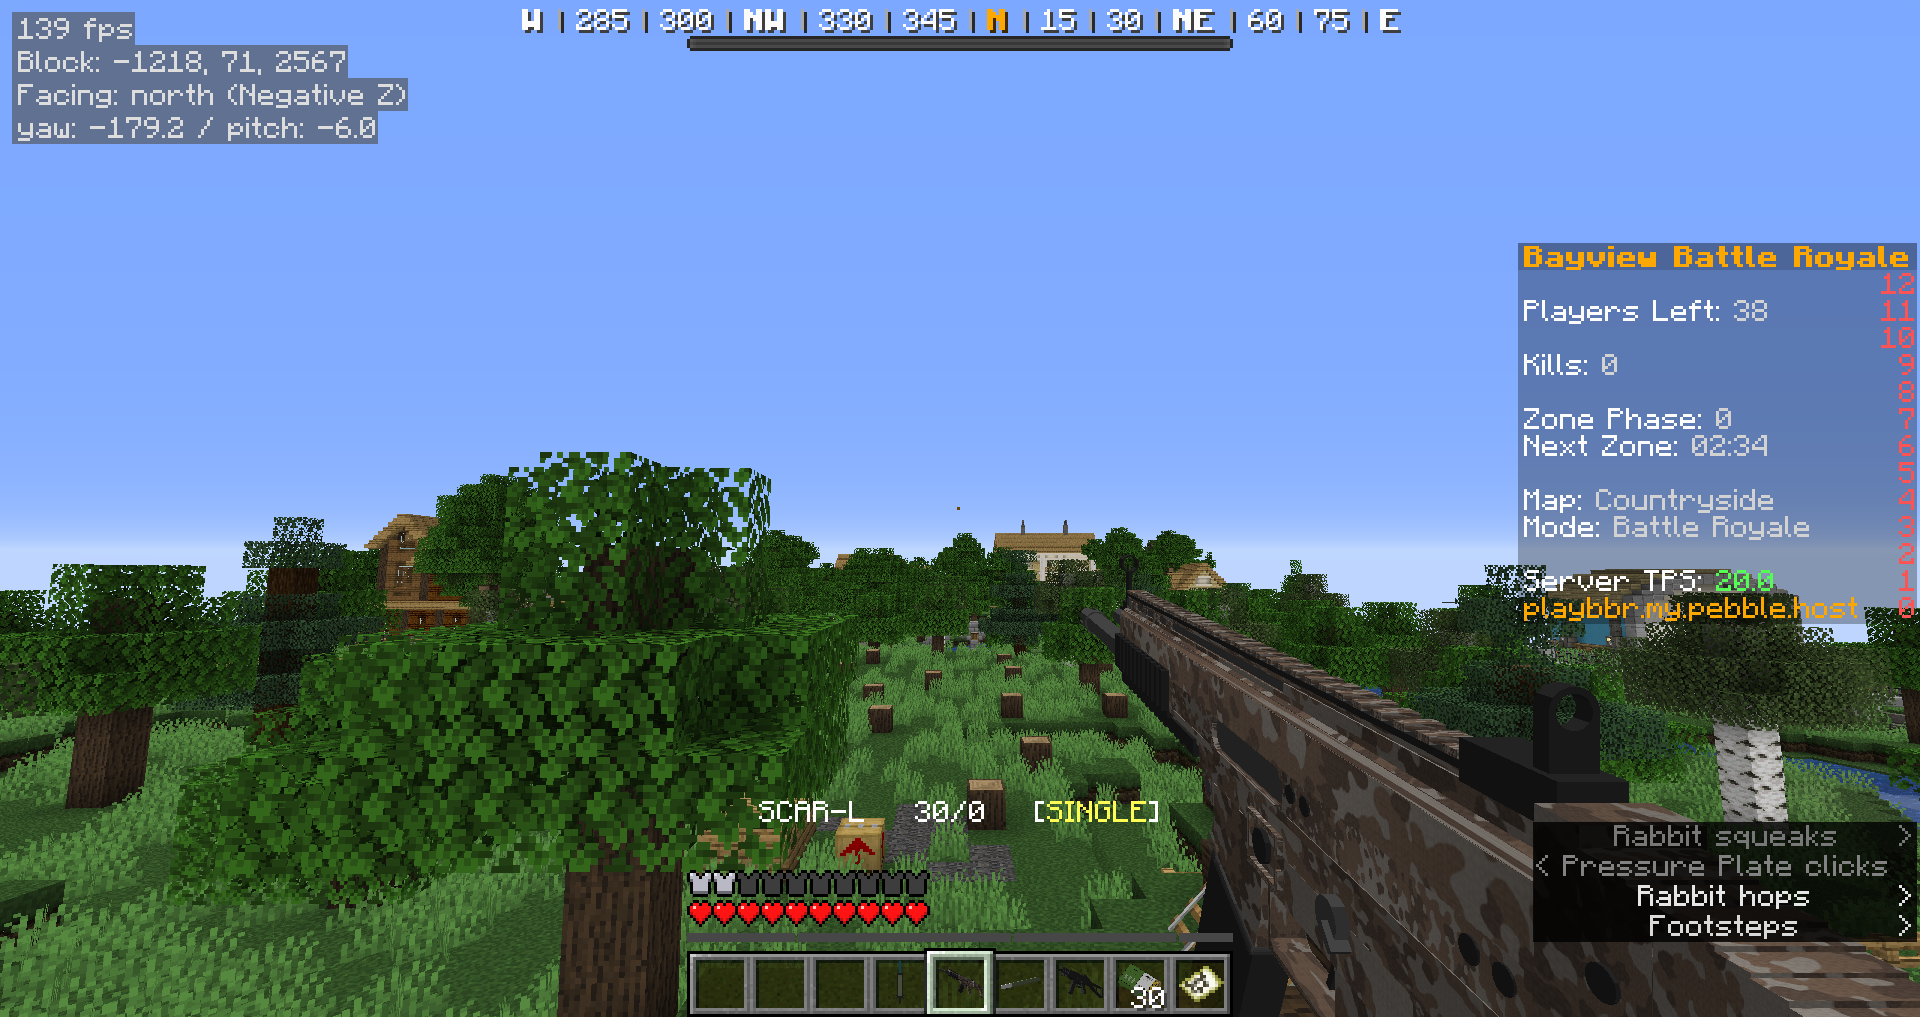 W | 285 | 300 | NW | 330 | 345 | N | 15 | 30 | NE | 60 | 75 | E
139 fps
Block: -1218, 71, 2567
Facing: north (Negative Z)
yaw: -179.2 / pitch: -6.0
Bayview Battle Royale
12
Players Left: 38 11
10
Kills: 0 9
8
Zone Phase: 0 7
Next Zone: 02:34 6
5
Map: Countryside 4
Mode: Battle Royale 3
2
Server TPS: 20.0 1
playbbr.my.pebble.host 0
SCAR-L 30/0 [SINGLE]
Rabbit squeaks >
< Pressure Plate clicks
Rabbit hops >
Footsteps >
30